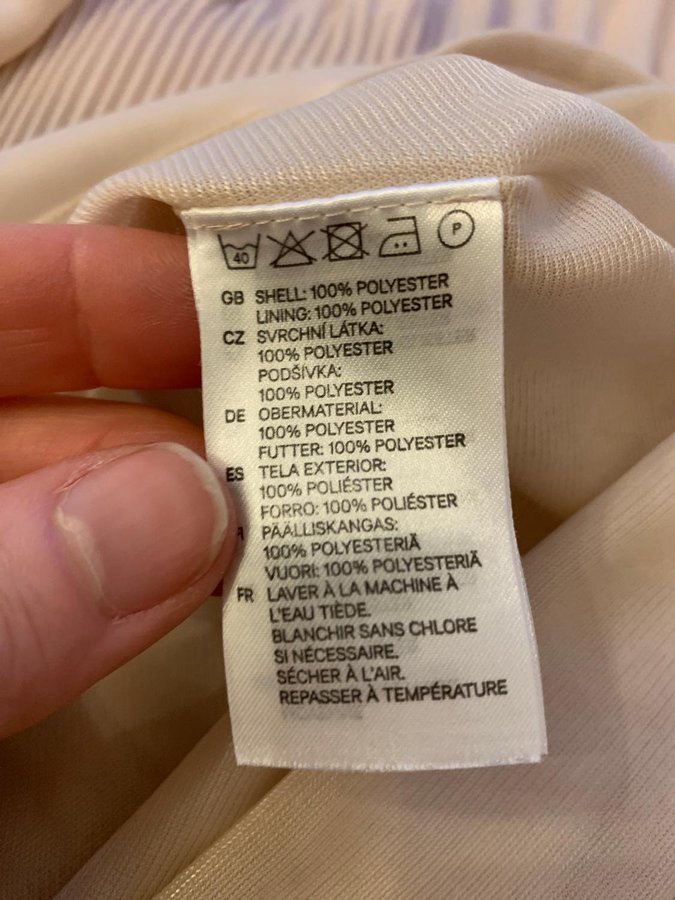 40 P
GB SHELL: 100% POLYESTER
LINING: 100% POLYESTER
CZ SVRCHNÍ LÁTKA:
100% POLYESTER
PODŠÍVKA:
100% POLYESTER
DE OBERMATERIAL:
100% POLYESTER
FUTTER: 100% POLYESTER
ES TELA EXTERIOR:
100% POLIÉSTER
FORRO: 100% POLIÉSTER
PÄÄLLISKANGAS:
100% POLYESTERIÄ
VUORI: 100% POLYESTERIÄ
FR LAVER À LA MACHINE À
L'EAU TIÈDE.
BLANCHIR SANS CHLORE
SI NÉCESSAIRE.
SÉCHER À L'AIR.
REPASSER À TEMPÉRATURE